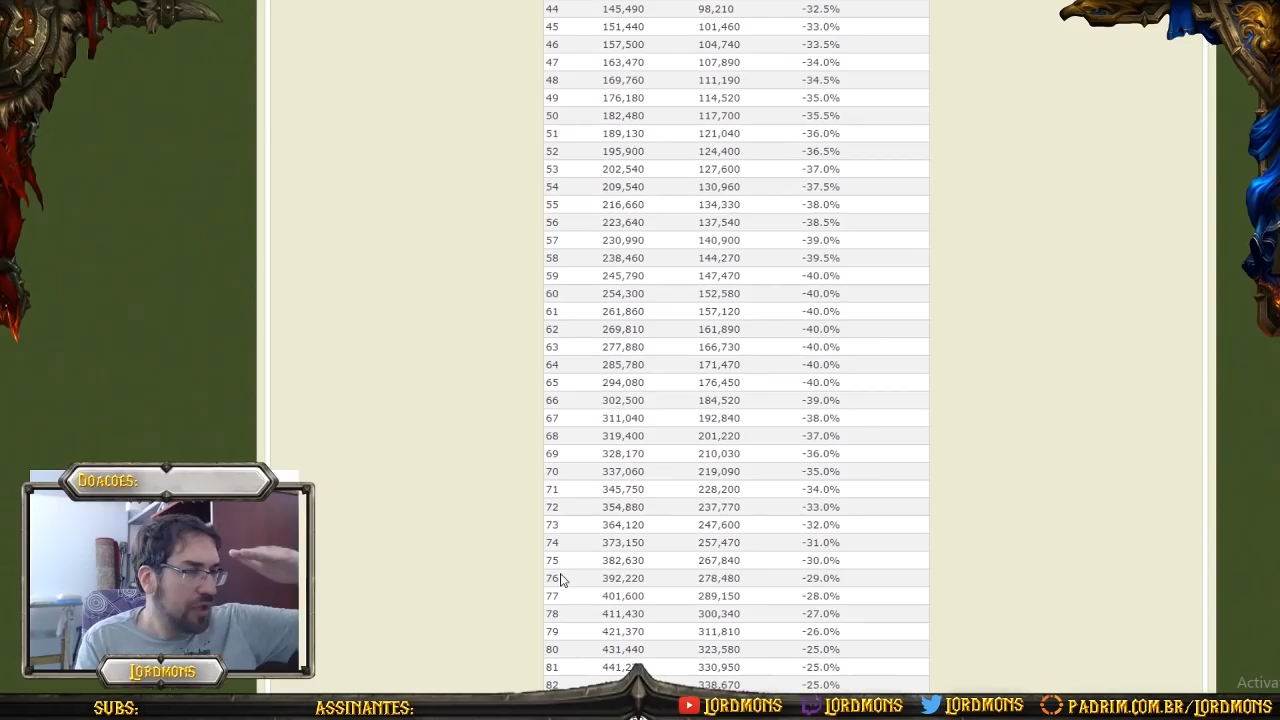 44 145,490 98,210 -32.5%
45 151,440 101,460 -33.0%
46 157,500 104,740 -33.5%
47 163,470 107,890 -34.0%
48 169,760 111,190 -34.5%
49 176,180 114,520 -35.0%
50 182,480 117,700 -35.5%
51 189,130 121,040 -36.0%
52 195,900 124,400 -36.5%
53 202,540 127,600 -37.0%
54 209,540 130,960 -37.5%
55 216,660 134,330 -38.0%
56 223,640 137,540 -38.5%
57 230,990 140,900 -39.0%
58 238,460 144,270 -39.5%
59 245,790 147,470 -40.0%
60 254,300 152,580 -40.0%
61 261,860 157,120 -40.0%
62 269,810 161,890 -40.0%
63 277,880 166,730 -40.0%
64 285,780 171,470 -40.0%
65 294,080 176,450 -40.0%
66 302,500 184,520 -39.0%
67 311,040 192,840 -38.0%
68 319,400 201,220 -37.0%
69 328,170 210,030 -36.0%
70 337,060 219,090 -35.0%
71 345,750 228,200 -34.0%
72 354,880 237,770 -33.0%
73 364,120 247,600 -32.0%
74 373,150 257,470 -31.0%
75 382,630 267,840 -30.0%
76 392,220 278,480 -29.0%
77 401,600 289,150 -28.0%
78 411,430 300,340 -27.0%
79 421,370 311,810 -26.0%
80 431,440 323,580 -25.0%
81 330,950 -25.0%
82 338,670 -25.0%
Doacoes:
Lordmons
Activa
SUBS: ASSINANTES: LORDMONS LORDMONS LORDMONS PADRIM.COM.BR/LORDMONS